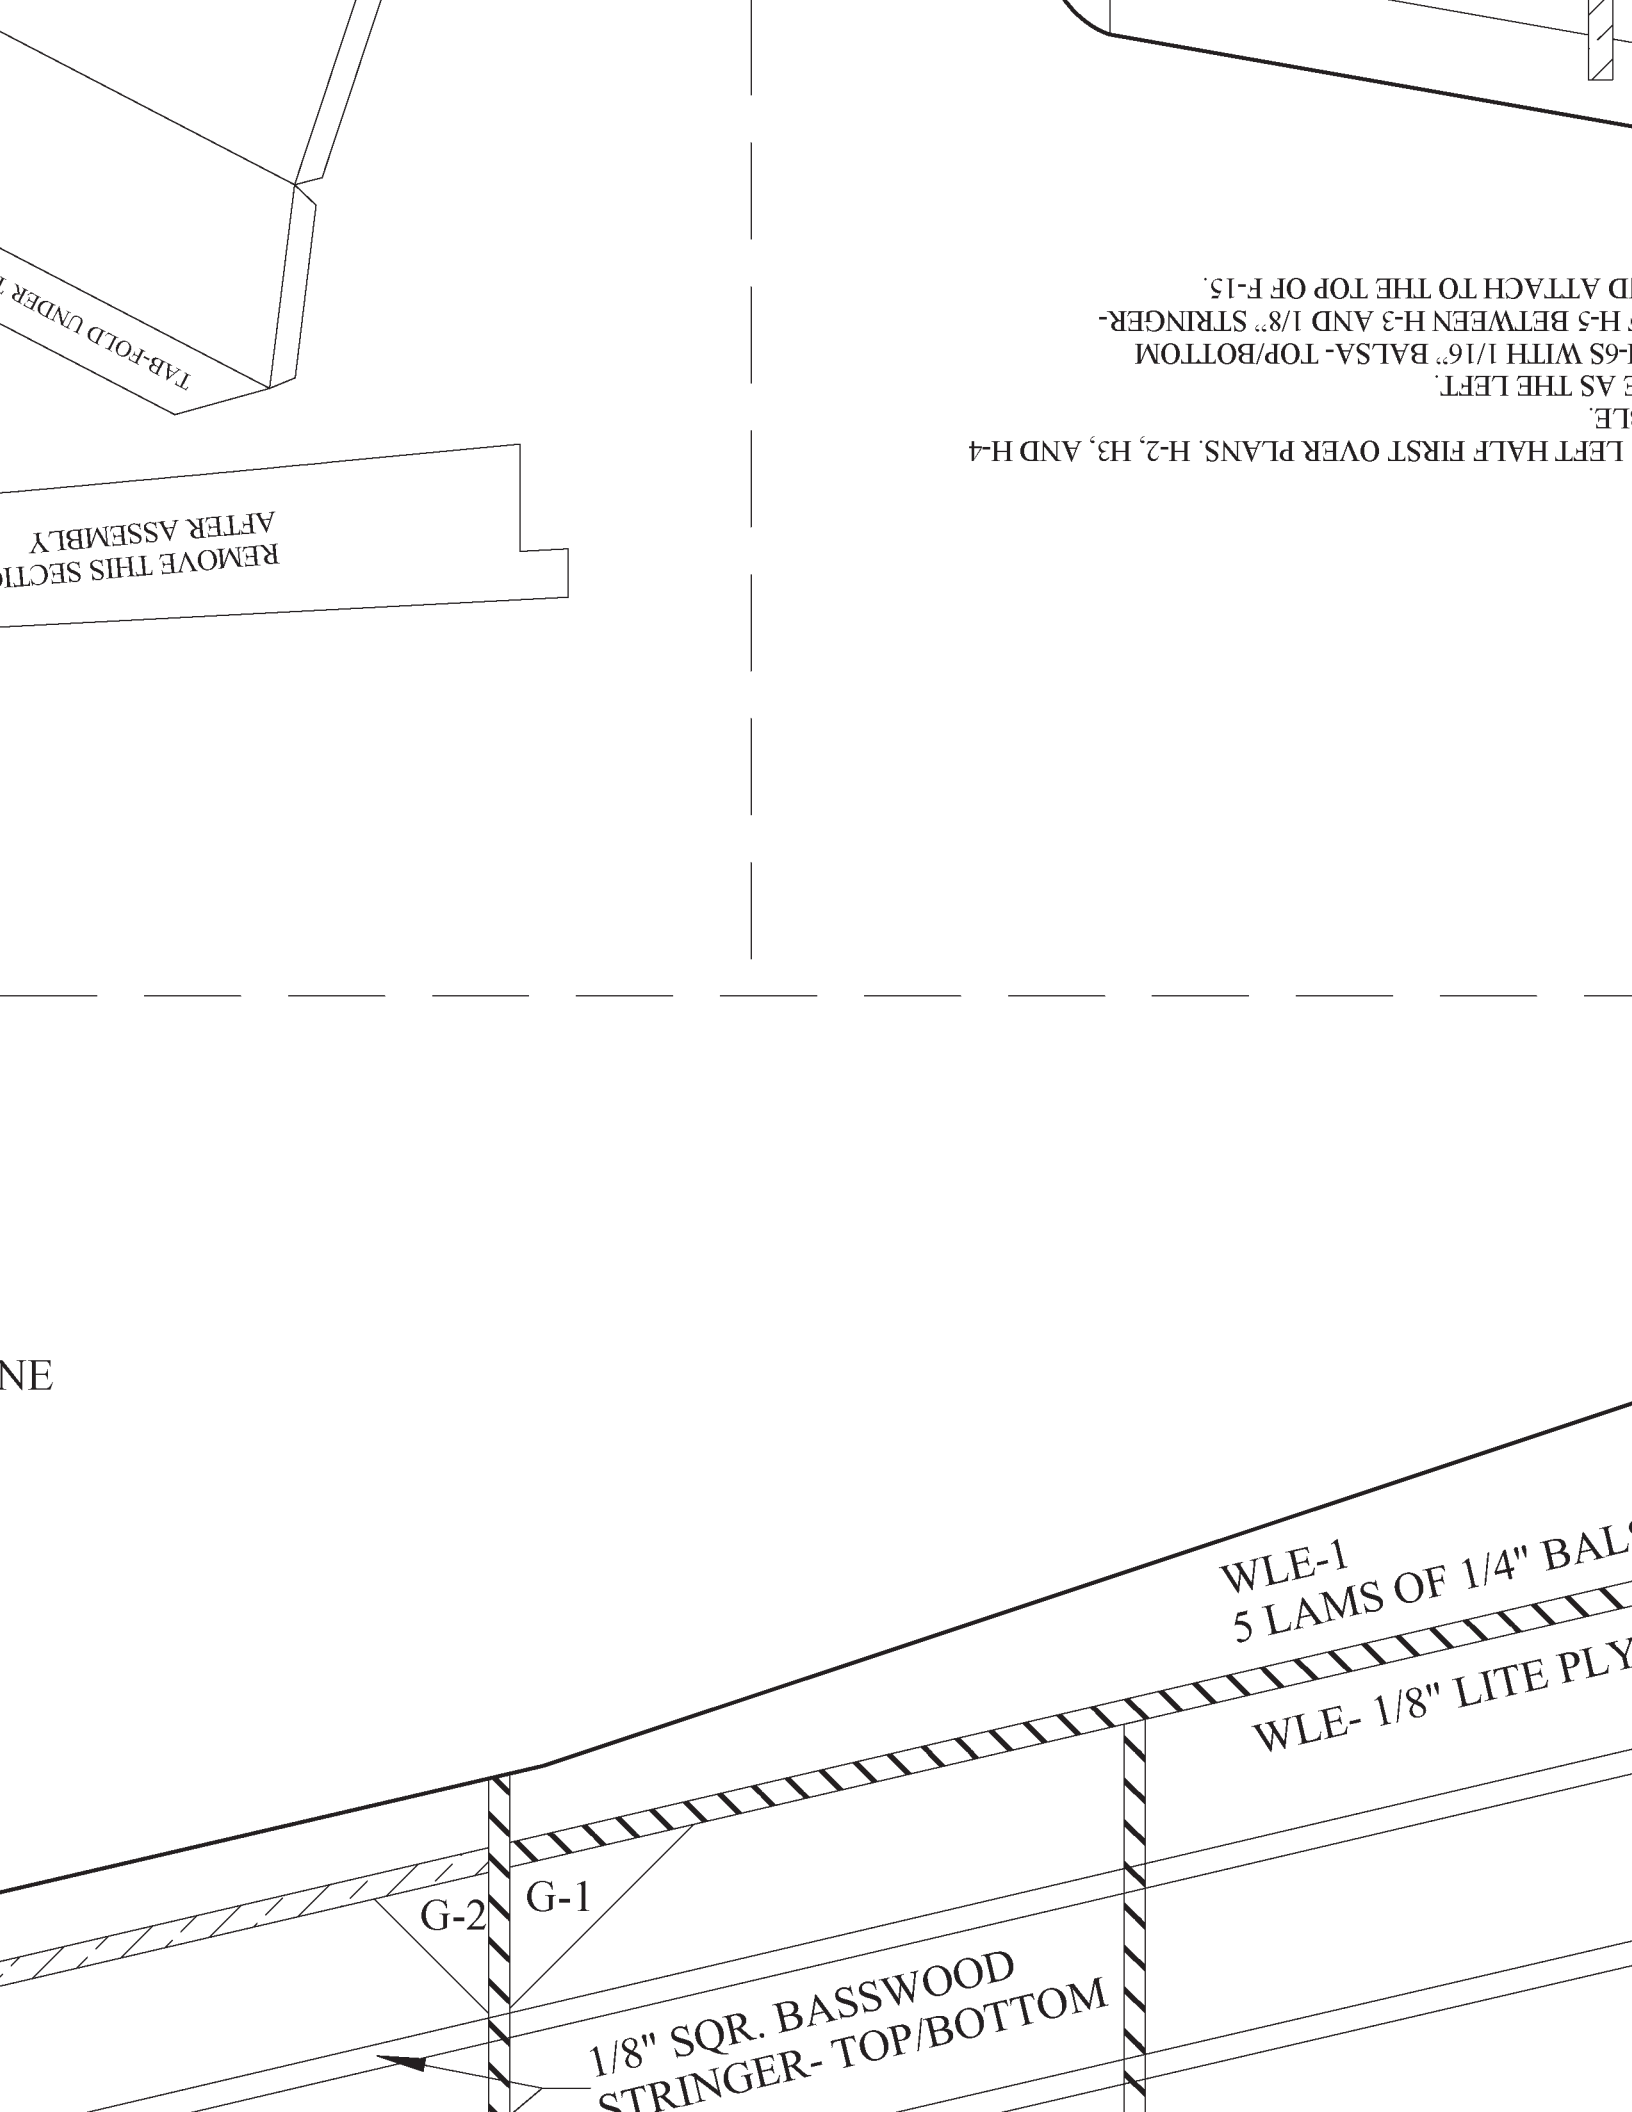 TAB-FOLD UNDER
REMOVE THIS SECTIO
AFTER ASSEMBLY
LEFT HALF FIRST OVER PLANS. H-2, H3, AND H-4
BLE.
E AS THE LEFT.
H-6S WITH 1/16” BALSA- TOP/BOTTOM
H-5 BETWEEN H-3 AND 1/8” STRINGER-
ND ATTACH TO THE TOP OF F-15.
NE
WLE-1
5 LAMS OF 1/4" BALS
WLE- 1/8" LITE PLY
G-2
G-1
1/8" SQR. BASSWOOD
STRINGER- TOP/BOTTOM